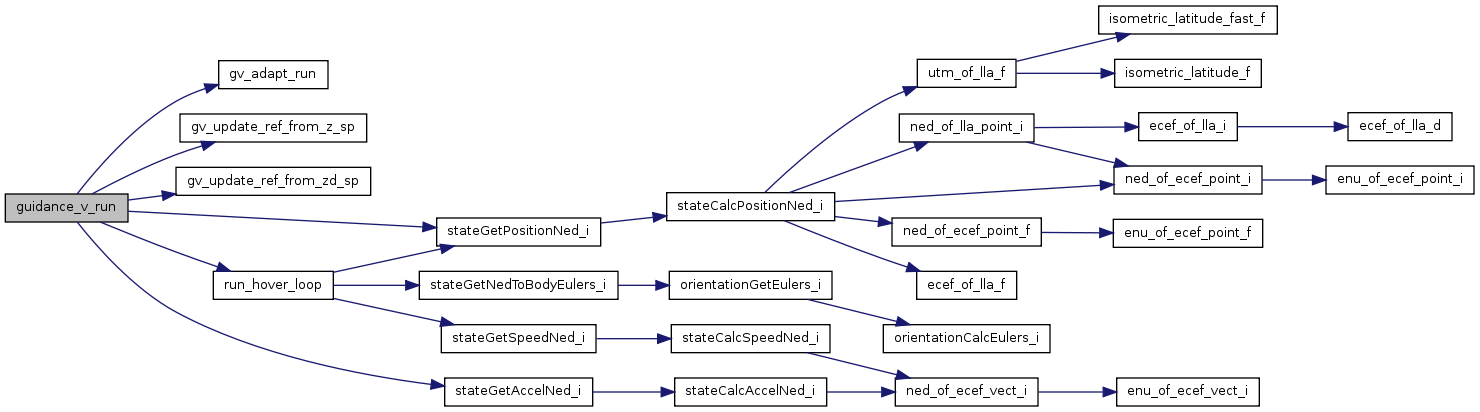 isometric_latitude_fast_f
gv_adapt_run
utm_of_lla_f
isometric_latitude_f
gv_update_ref_from_z_sp
ned_of_lla_point_i
ecef_of_lla_i
ecef_of_lla_d
gv_update_ref_from_zd_sp
ned_of_ecef_point_i
enu_of_ecef_point_i
guidance_v_run
stateCalcPositionNed_i
stateGetPositionNed_i
ned_of_ecef_point_f
enu_of_ecef_point_f
run_hover_loop
stateGetNedToBodyEulers_i
orientationGetEulers_i
ecef_of_lla_f
stateGetSpeedNed_i
stateCalcSpeedNed_i
orientationCalcEulers_i
stateGetAccelNed_i
stateCalcAccelNed_i
ned_of_ecef_vect_i
enu_of_ecef_vect_i